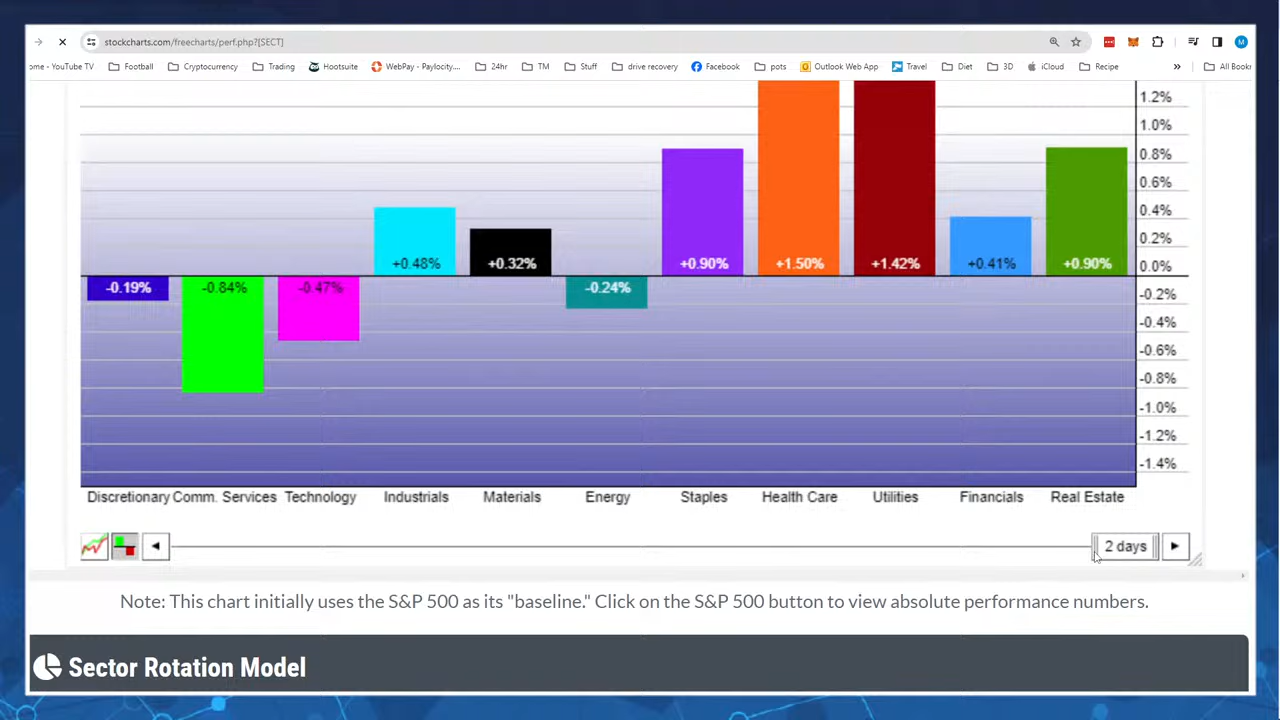 stockcharts.com/freecharts/perf.php?[SECT]
M
ome - YouTube TV Football Cryptocurrency Trading Hootsuite WebPay - Paylocity,... 24hr TM Stuff drive recovery Facebook pots Outlook Web App Travel Diet 3D iCloud Recipe » All Bookr
1.2%
1.0%
0.8%
0.6%
0.4%
0.2%
0.0%
-0.2%
-0.4%
-0.6%
-0.8%
-1.0%
-1.2%
-1.4%
-0.19% -0.84% -0.47% +0.48% +0.32% -0.24% +0.90% +1.50% +1.42% +0.41% +0.90%
Discretionary Comm. Services Technology Industrials Materials Energy Staples Health Care Utilities Financials Real Estate
2 days
Note: This chart initially uses the S&P 500 as its "baseline." Click on the S&P 500 button to view absolute performance numbers.
Sector Rotation Model